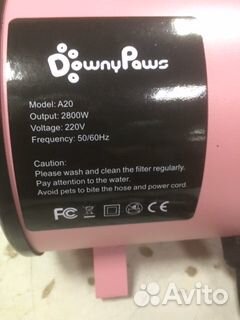 DownyPaws
Model: A20
Output: 2800W
Voltage: 220V
Frequency: 50/60Hz
Caution:
Please wash and clean the filter regularly.
Pay attention to the water.
Avoid pets to bite the hose and power cord.
FC CE
Avito